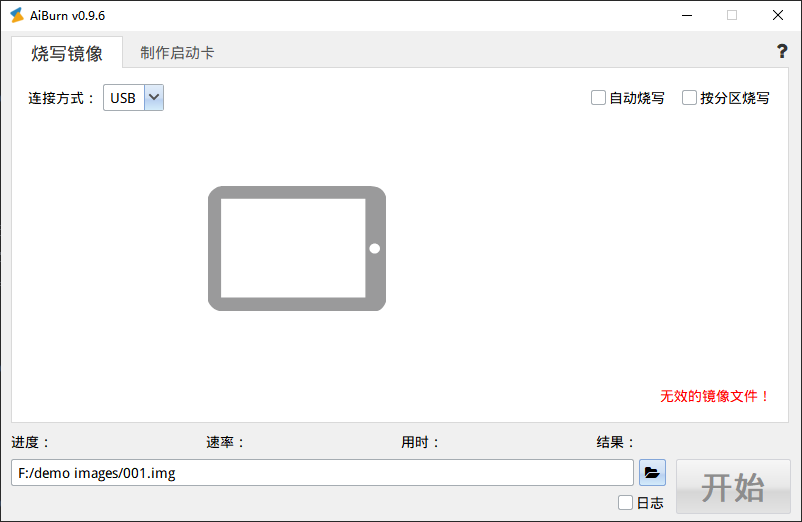 AiBurn v0.9.6
烧写镜像 制作启动卡 ?
连接方式： USB 自动烧写 按分区烧写
无效的镜像文件！
进度： 速率： 用时： 结果：
F:/demo images/001.img 开始
日志